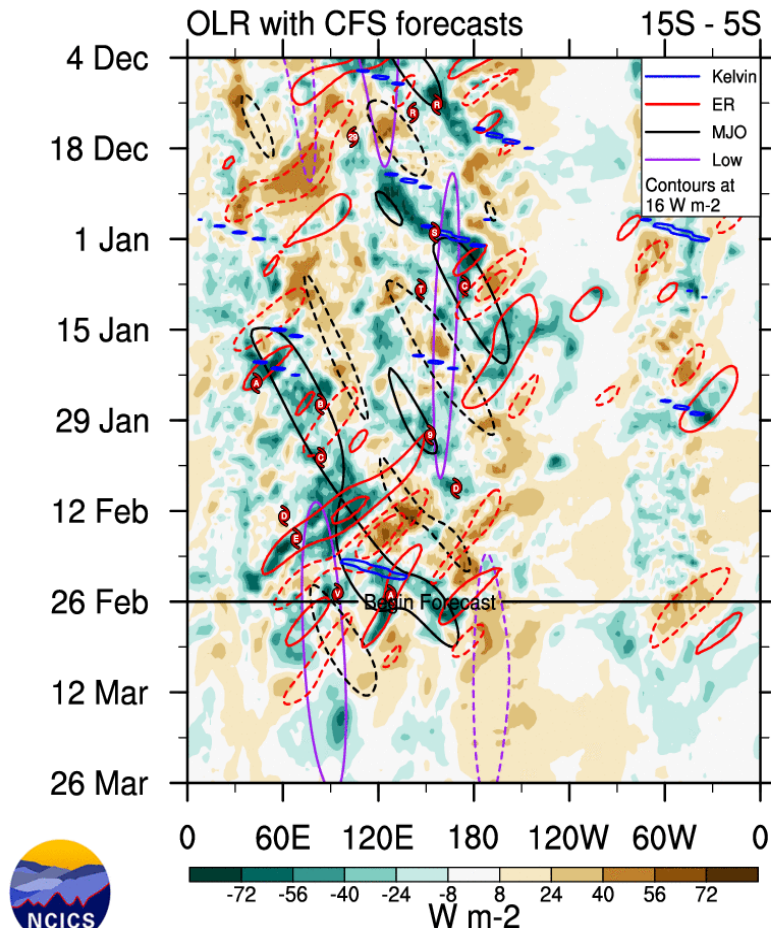 OLR with CFS forecasts 15S - 5S
4 Dec
18 Dec
1 Jan
15 Jan
29 Jan
12 Feb
26 Feb
12 Mar
26 Mar
Kelvin
ER
MJO
Low
Contours at
16 W m-2
R
R
29
S
T
C
A
B
9
D
D
E
V
Begin Forecast
0 60E 120E 180 120W 60W 0
-72 -56 -40 -24 -8 8 24 40 56 72
W m-2
NCICS